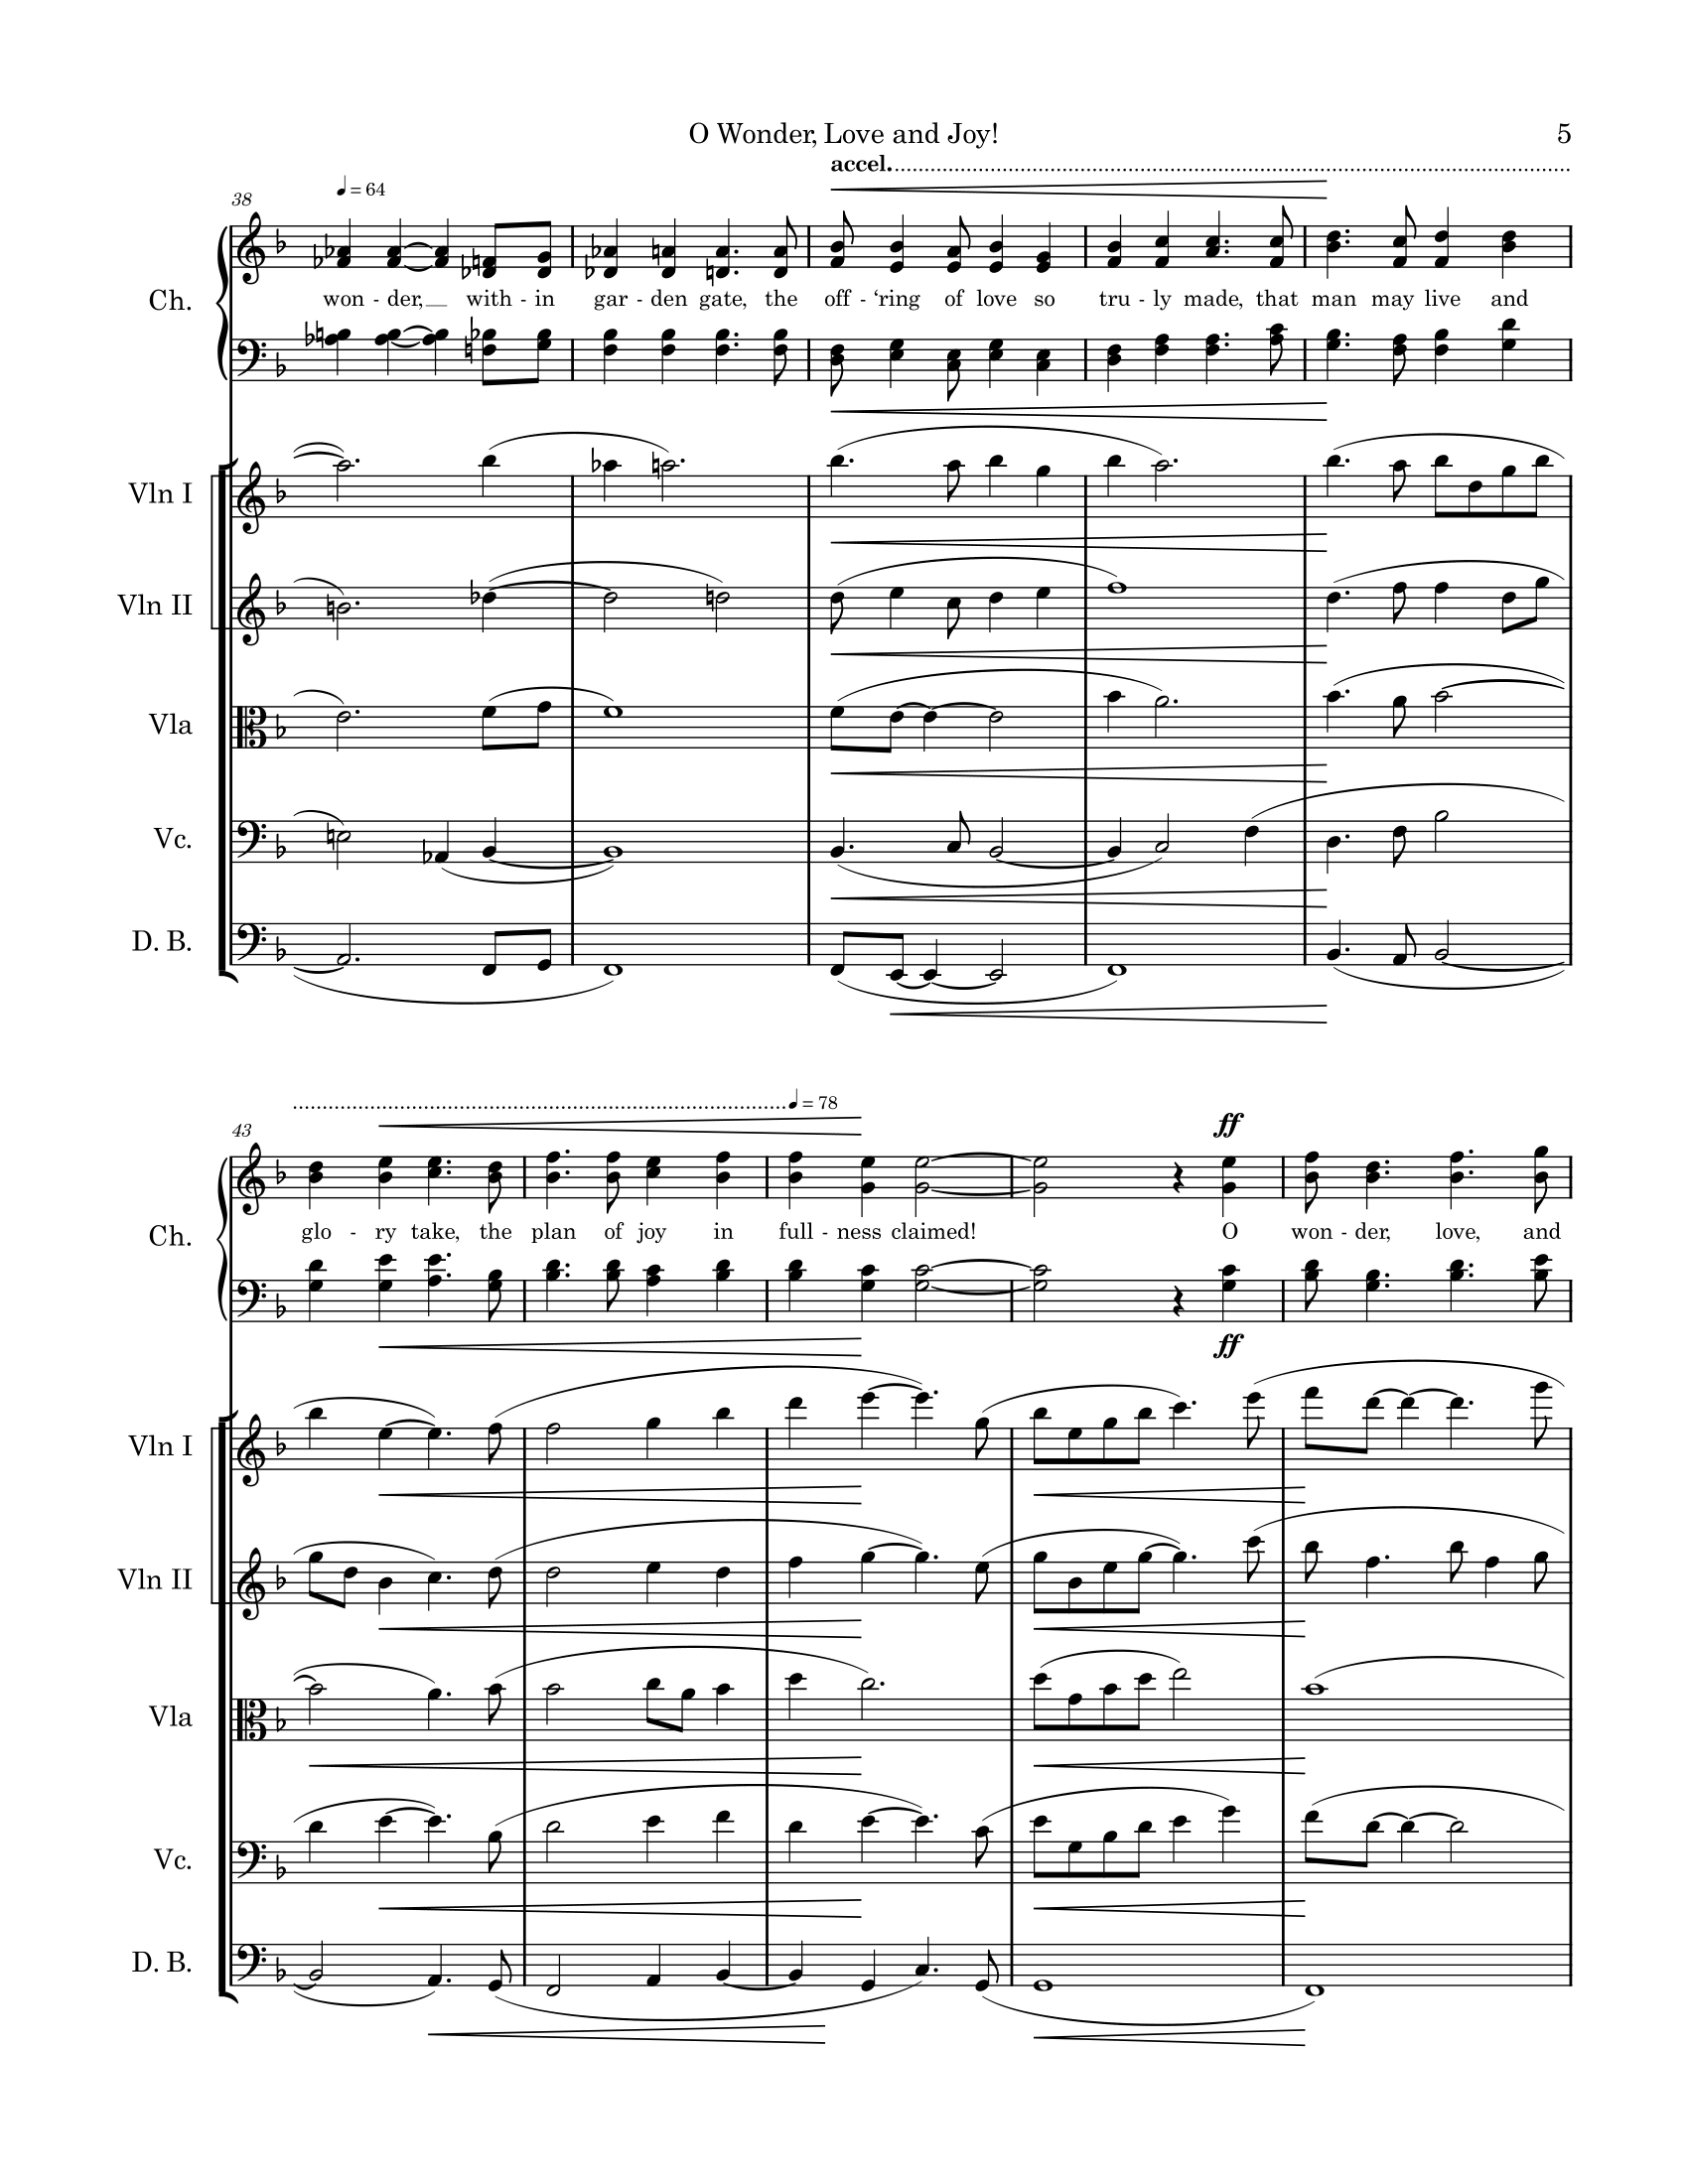 O Wonder, Love and Joy!
5
accel.
= 64
38
Ch.
won - der, with - in gar - den gate, the off - ‘ring of love so tru - ly made, that man may live and
Vln I
Vln II
Vla
Vc.
D. B.
= 78
43
ff
Ch.
glo - ry take, the plan of joy in full - ness claimed! O won - der, love, and
ff
Vln I
Vln II
Vla
Vc.
D. B.